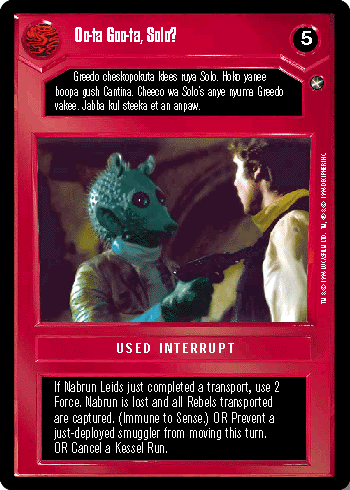 Oo-ta Goo-ta, Solo?
5
Greedo cheskopokuta klees ruya Solo. Hoko yanee
boopa gush Cantina. Cheeco wa Solo's anye nyuma Greedo
vakee. Jabba kul steeka et an anpaw.
USED INTERRUPT
If Nabrun Leids just completed a transport, use 2
Force. Nabrun is lost and all Rebels transported
are captured. (Immune to Sense.) OR Prevent a
just-deployed smuggler from moving this turn.
OR Cancel a Kessel Run.